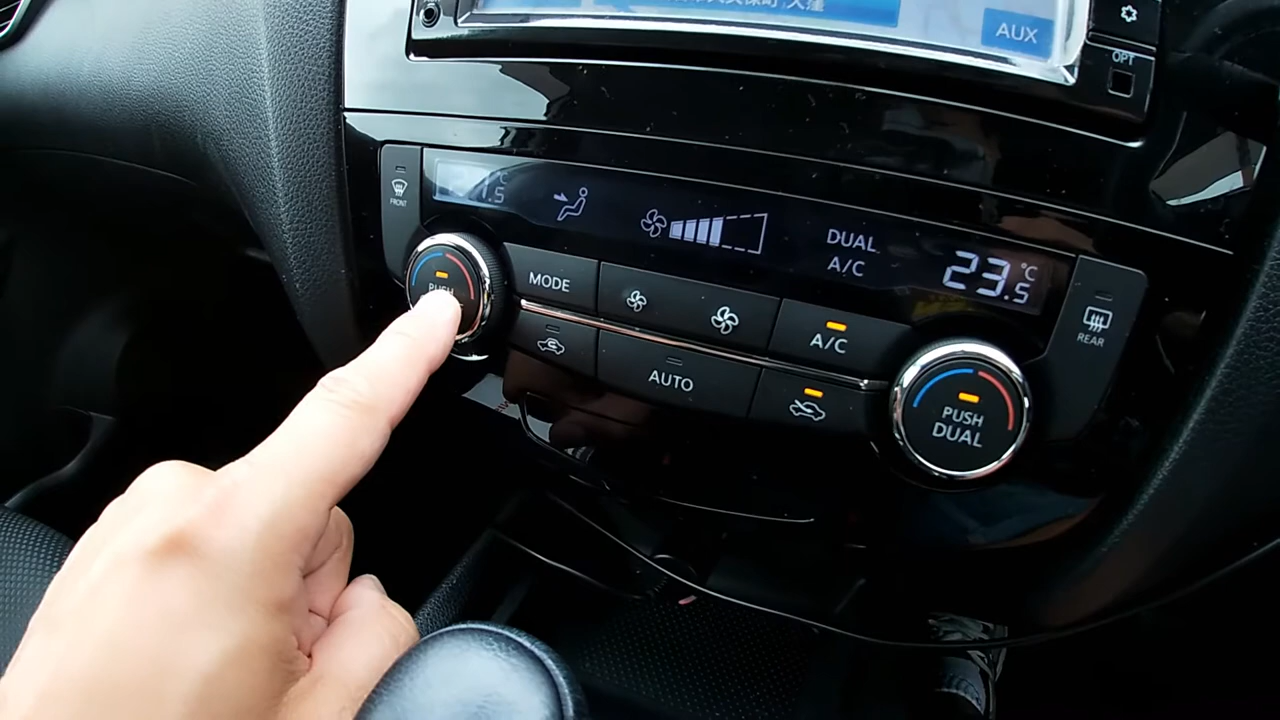 AUX
OPT
FRONT
.5
DUAL
A/C
23.5℃
MODE
A/C
REAR
AUTO
PUSH
PUSH
DUAL